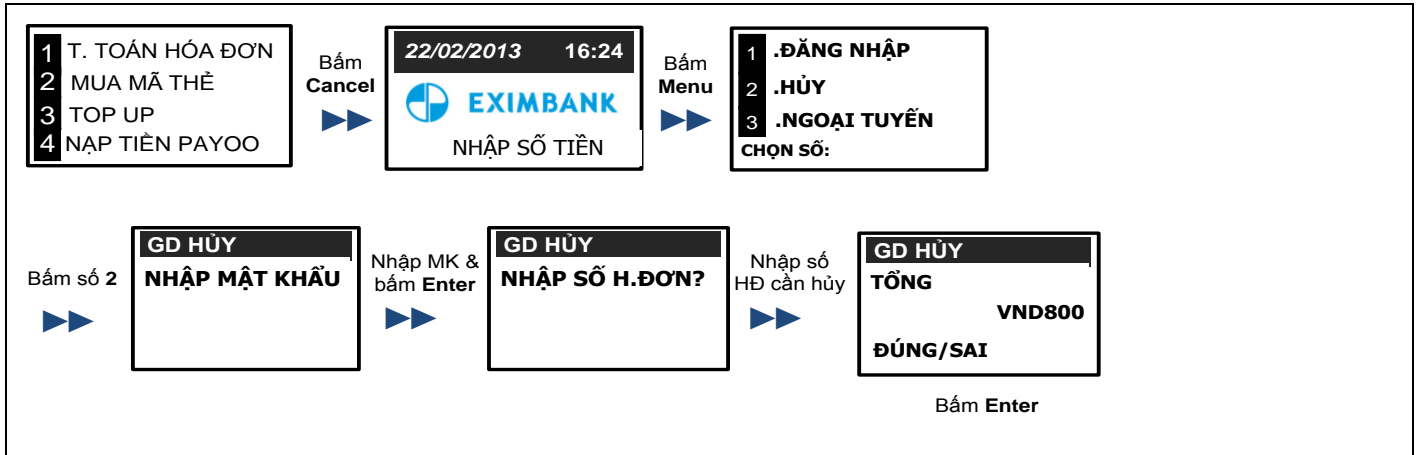 1 T. TOÁN HÓA ĐƠN
2 MUA MÃ THẺ
3 TOP UP
4 NẠP TIỀN PAYOO
Bấm
Cancel
22/02/2013 16:24
EXIMBANK
NHẬP SỐ TIỀN
Bấm
Menu
1 .ĐĂNG NHẬP
2 .HỦY
3 .NGOẠI TUYẾN
CHỌN SỐ:
Bấm số 2
GD HỦY
NHẬP MẬT KHẨU
Nhập MK &
bấm Enter
GD HỦY
NHẬP SỐ H.ĐƠN?
Nhập số
HĐ cần hủy
GD HỦY
TỔNG
VND800
ĐÚNG/SAI
Bấm Enter